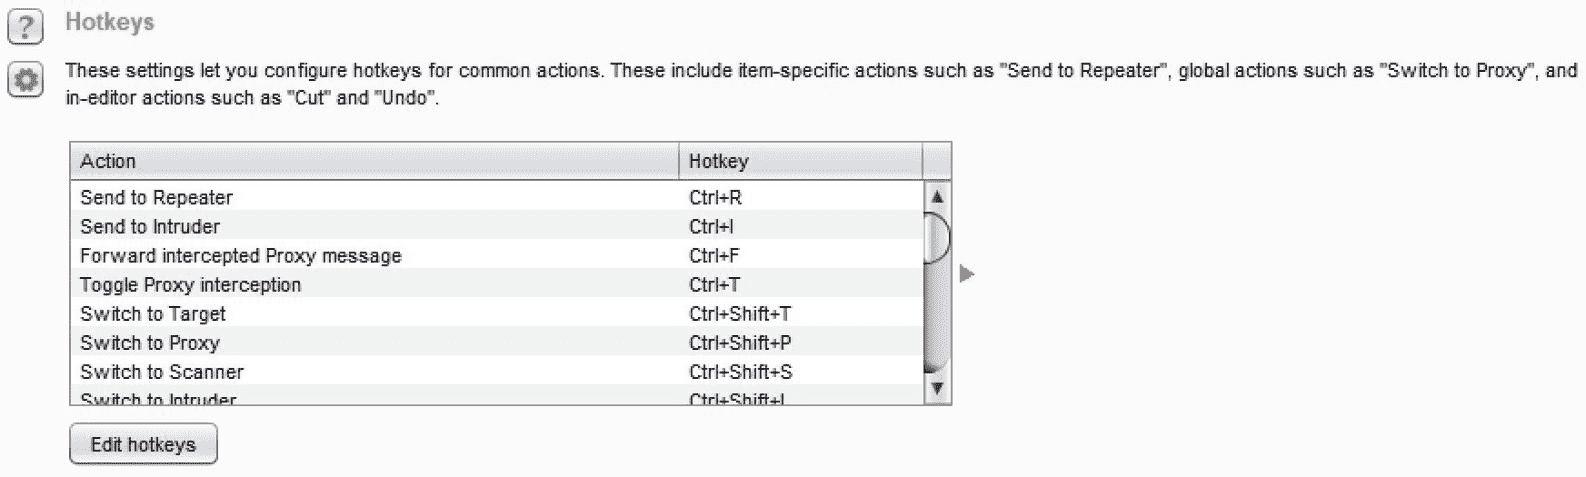 Hotkeys
These settings let you configure hotkeys for common actions. These include item-specific actions such as "Send to Repeater", global actions such as "Switch to Proxy", and
in-editor actions such as "Cut" and "Undo".
Action Hotkey
Send to Repeater Ctrl+R
Send to Intruder Ctrl+I
Forward intercepted Proxy message Ctrl+F
Toggle Proxy interception Ctrl+T
Switch to Target Ctrl+Shift+T
Switch to Proxy Ctrl+Shift+P
Switch to Scanner Ctrl+Shift+S
Switch to Intruder Ctrl+Shift+I
Edit hotkeys